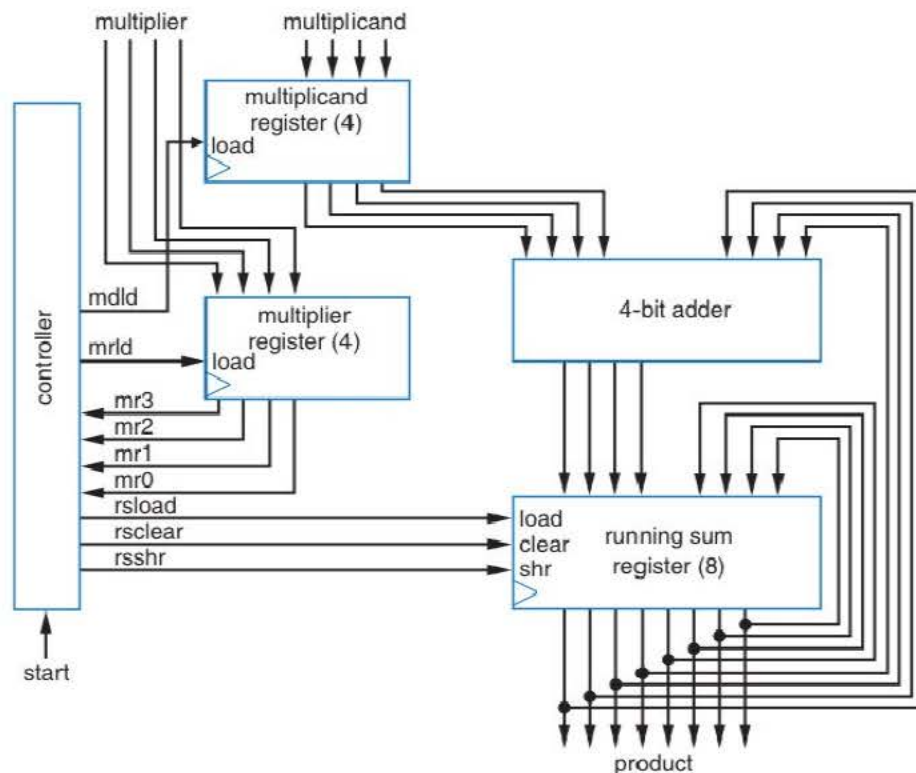 multiplier
multiplicand
multiplicand
register (4)
load
controller
mdld
mrld
multiplier
register (4)
load
mr3
mr2
mr1
mr0
rsload
rsclear
rsshr
4-bit adder
load
clear
shr
running sum
register (8)
start
product